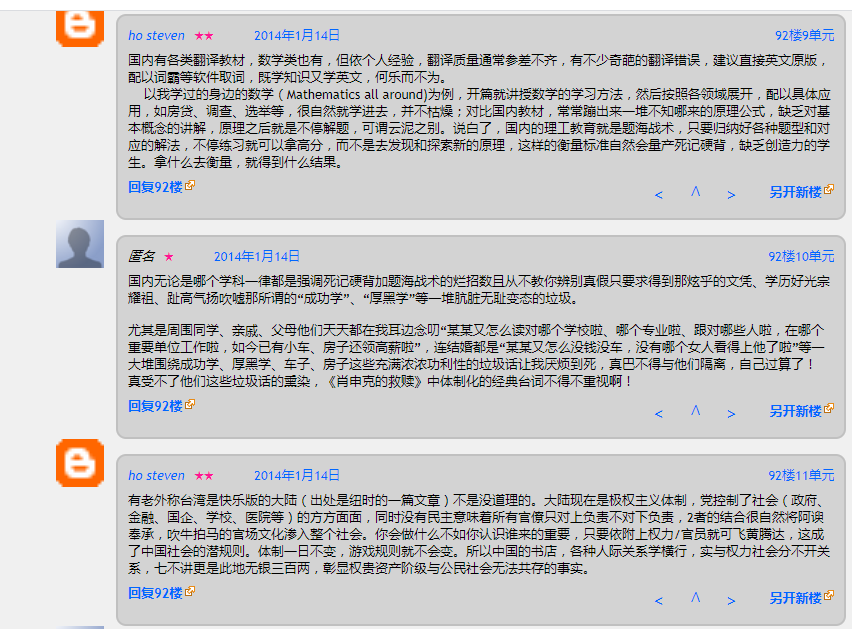 ho steven ★★ 2014年1月14日 92楼9单元
国内有各类翻译教材，数学类也有，但依个人经验，翻译质量通常参差不齐，有不少奇葩的翻译错误，建议直接英文原版，
配以词霸等软件取词，既学知识又学英文，何乐而不为。
以我学过的身边的数学（Mathematics all around)为例，开篇就讲授数学的学习方法，然后按照各领域展开，配以具体应
用，如房贷、调查、选举等，很自然就学进去，并不枯燥；对比国内教材，常常蹦出来一堆不知哪来的原理公式，缺乏对基
本概念的讲解，原理之后就是不停解题，可谓云泥之别。说白了，国内的理工教育就是题海战术，只要归纳好各种题型和对
应的解法，不停练习就可以拿高分，而不是去发现和探索新的原理，这样的衡量标准自然会量产死记硬背，缺乏创造力的学
生。拿什么去衡量，就得到什么结果。
回复92楼 < ^ > 另开新楼
匿名 ★ 2014年1月14日 92楼10单元
国内无论是哪个学科一律都是强调死记硬背加题海战术的烂招数且从不教你辨别真假只要求得到那炫乎的文凭、学历好光宗
耀祖、趾高气扬吹嘘那所谓的“成功学”、“厚黑学”等一堆肮脏无耻变态的垃圾。
尤其是周围同学、亲戚、父母他们天天都在我耳边念叨“某某又怎么读对哪个学校啦、哪个专业啦、跟对哪些人啦，在哪个
重要单位工作啦，如今已有小车、房子还领高薪啦”，连结婚都是“某某又怎么没钱没车，没有哪个女人看得上他了啦”等一
大堆围绕成功学、厚黑学、车子、房子这些充满浓浓功利性的垃圾话让我厌烦到死，真巴不得与他们隔离，自己过算了！
真受不了他们这些垃圾话的熏染，《肖申克的救赎》中体制化的经典台词不得不重视啊！
回复92楼 < ^ > 另开新楼
ho steven ★★ 2014年1月14日 92楼11单元
有老外称台湾是快乐版的大陆（出处是纽时的一篇文章）不是没道理的。大陆现在是极权主义体制，党控制了社会（政府、
金融、国企、学校、医院等）的方方面面，同时没有民主意味着所有官僚只对上负责不对下负责，2者的结合很自然将阿谀
奉承，吹牛拍马的官场文化渗入整个社会。你会做什么不如你认识谁来的重要，只要依附上权力/官员就可飞黄腾达，这成
了中国社会的潜规则。体制一日不变，游戏规则就不会变。所以中国的书店，各种人际关系学横行，实与权力社会分不开关
系，七不讲更是此地无银三百两，彰显权贵资产阶级与公民社会无法共存的事实。
回复92楼 < ^ > 另开新楼